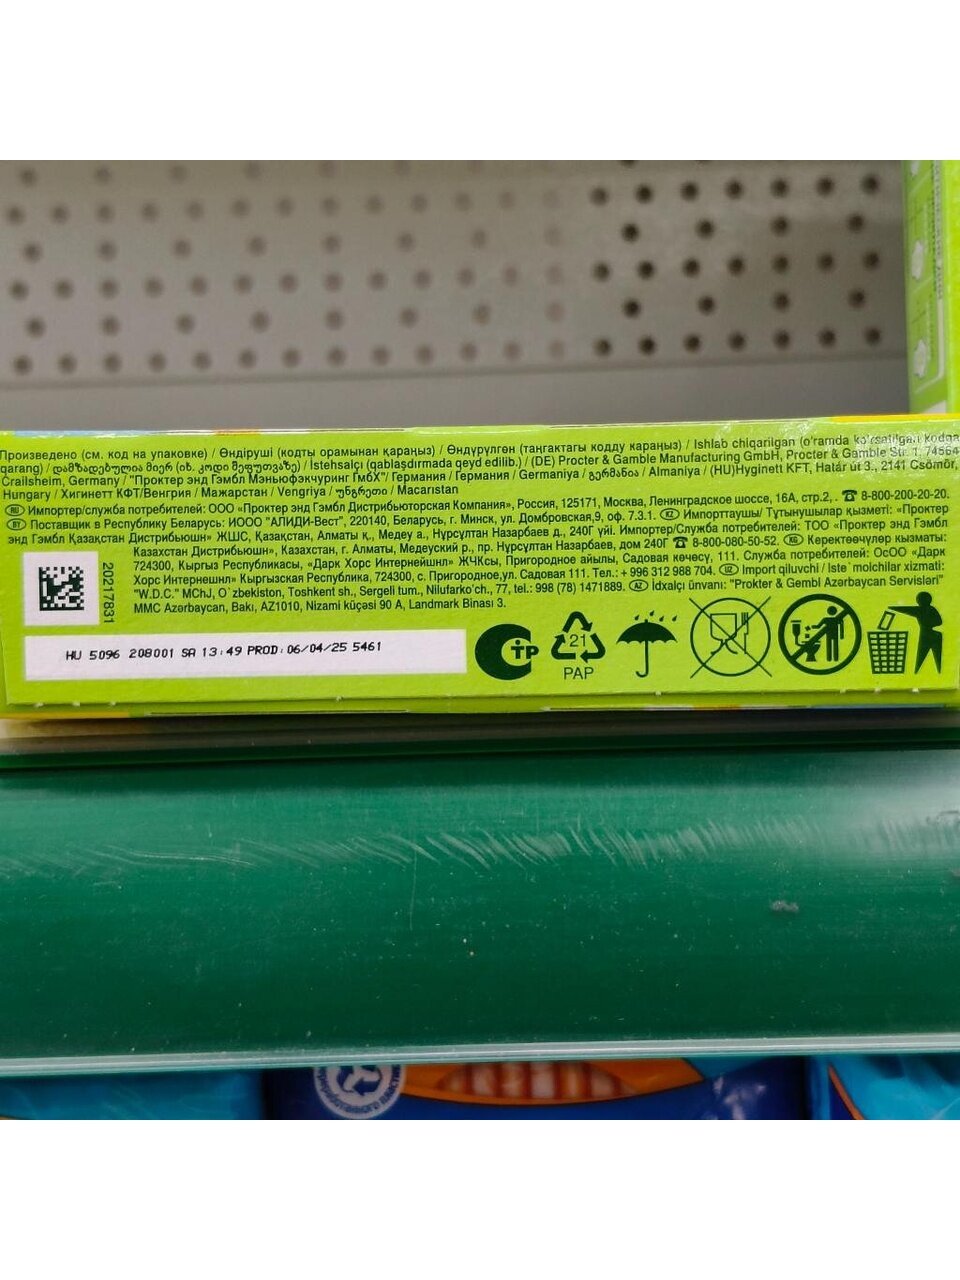 Произведено (см. код на упаковке) / Өндіруші (кодты орамынан қараңыз) / Өндүрүлгөн (таңгактагы кодду караңыз) / Ishlab chiqarilgan (o'ramda ko'rsatilgan kodga
qarang) / დამზადებულია მიერ (იხ. კოდი შეფუთვაზე) / İstehsalçı (qablaşdırmada qeyd edilib.) / (DE) Procter & Gamble Manufacturing GmbH, Procter & Gamble Str. 1, 74564
Crailsheim, Germany / "Проктер энд Гэмбл Мэньюфэкчуринг ГмбХ"/ Германия / Германия / Germaniya / გერმანია / Almaniya / (HU)Hyginett KFT, Határ út 3., 2141 Csömör,
Hungary / Хигинетт КФТ/Венгрия / Мажарстан / Vengriya / უნგრეთი / Macarıstan
RU Импортер/служба потребителей: ООО «Проктер энд Гэмбл Дистрибьюторская Компания», Россия, 125171, Москва, Ленинградское шоссе, 16А, стр.2, . ☎ 8-800-200-20-20.
BY Поставщик в Республику Беларусь: ИООО "АЛИДИ-Вест", 220140, Беларусь, г. Минск, ул. Домбровская,9, оф. 7.3.1. KZ Импорттаушы/ Тұтынушылар қызметі: "Проктер
энд Гэмбл Қазақстан Дистрибьюшн» ЖШС, Қазақстан, Алматы қ., Медеу а., Нұрсұлтан Назарбаев д., 240Г үйі. Импортер/Служба потребителей: ТОО «Проктер энд Гэмбл
Казахстан Дистрибьюшн», Казахстан, г. Алматы, Медеуский р., пр. Нұрсұлтан Назарбаев, дом 240Г ☎ 8-800-080-50-52. KG Керектөөчүлөр кызматы:
724300, Кыргыз Республикасы, «Дарк Хорс Интернейшнл» ЖЧКсы, Пригородное айылы, Садовая көчөсү, 111. Служба потребителей: ОсОО «Дарк
Хорс Интернешнл» Кыргызская Республика, 724300, с. Пригородное,ул. Садовая 111. Тел.: + 996 312 988 704. UZ Import qiluvchi / Iste`molchilar xizmati:
"W.D.C." MChJ, O`zbekiston, Toshkent sh., Sergeli tum., Nilufarko'ch., 77, tel.: 998 (78) 1471889. AZ İdxalçı ünvanı: "Prokter & Gembl Azərbaycan Servisləri"
MMC Azərbaycan, Bakı, AZ1010, Nizami küçəsi 90 A, Landmark Binası 3.
20217831
HU 5096 208001 SA 13:49 PROD:06/04/25 5461
СТР
21
PAP